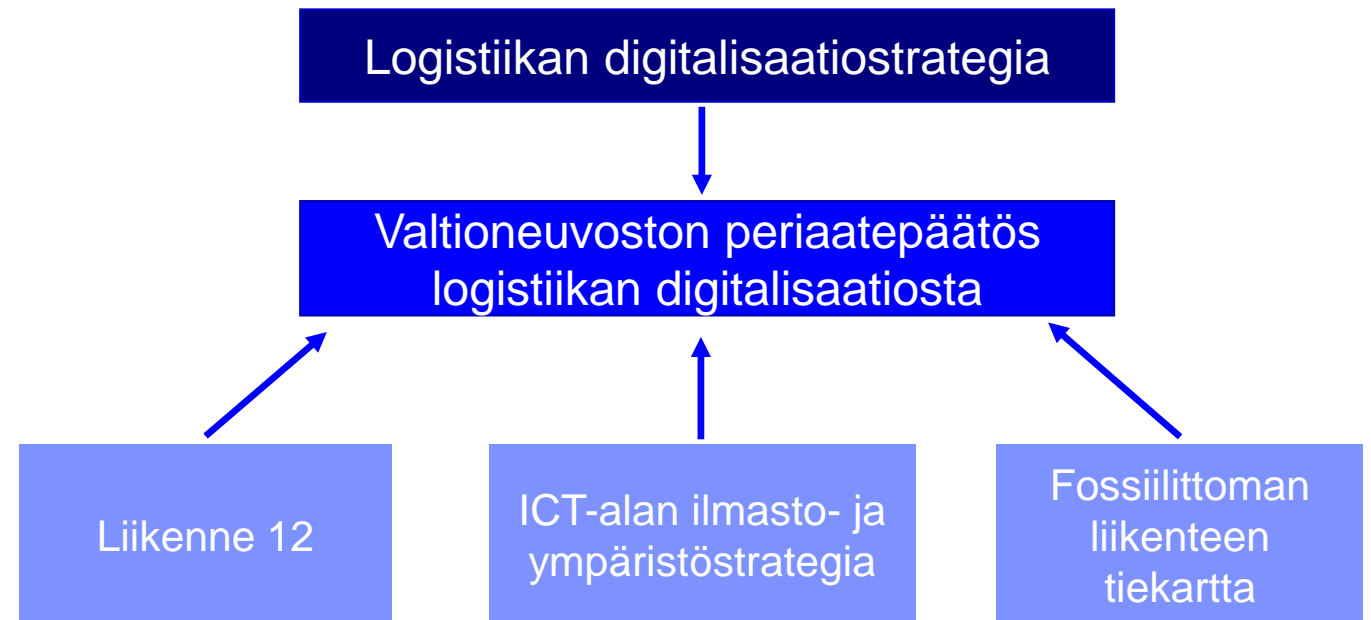 Logistiikan digitalisaatiostrategia
Valtioneuvoston periaatepäätös
logistiikan digitalisaatiosta
Liikenne 12
ICT-alan ilmasto- ja
ympäristöstrategia
Fossiilittoman
liikenteen
tiekartta